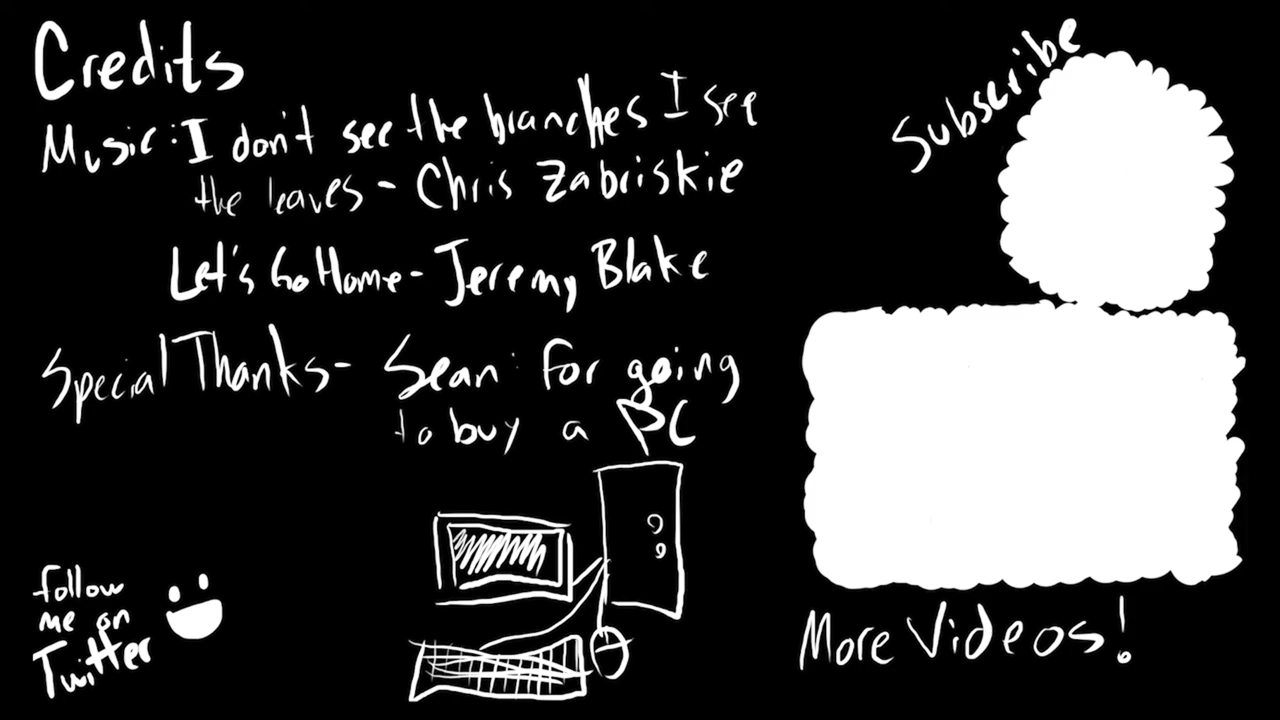 Credits
Music: I don't see the branches I see
the leaves - Chris Zabriskie
Let's Go Home - Jeremy Blake
Special Thanks - Sean: for going
to buy a PC
follow
me on
Twitter
Subscribe
More Videos!